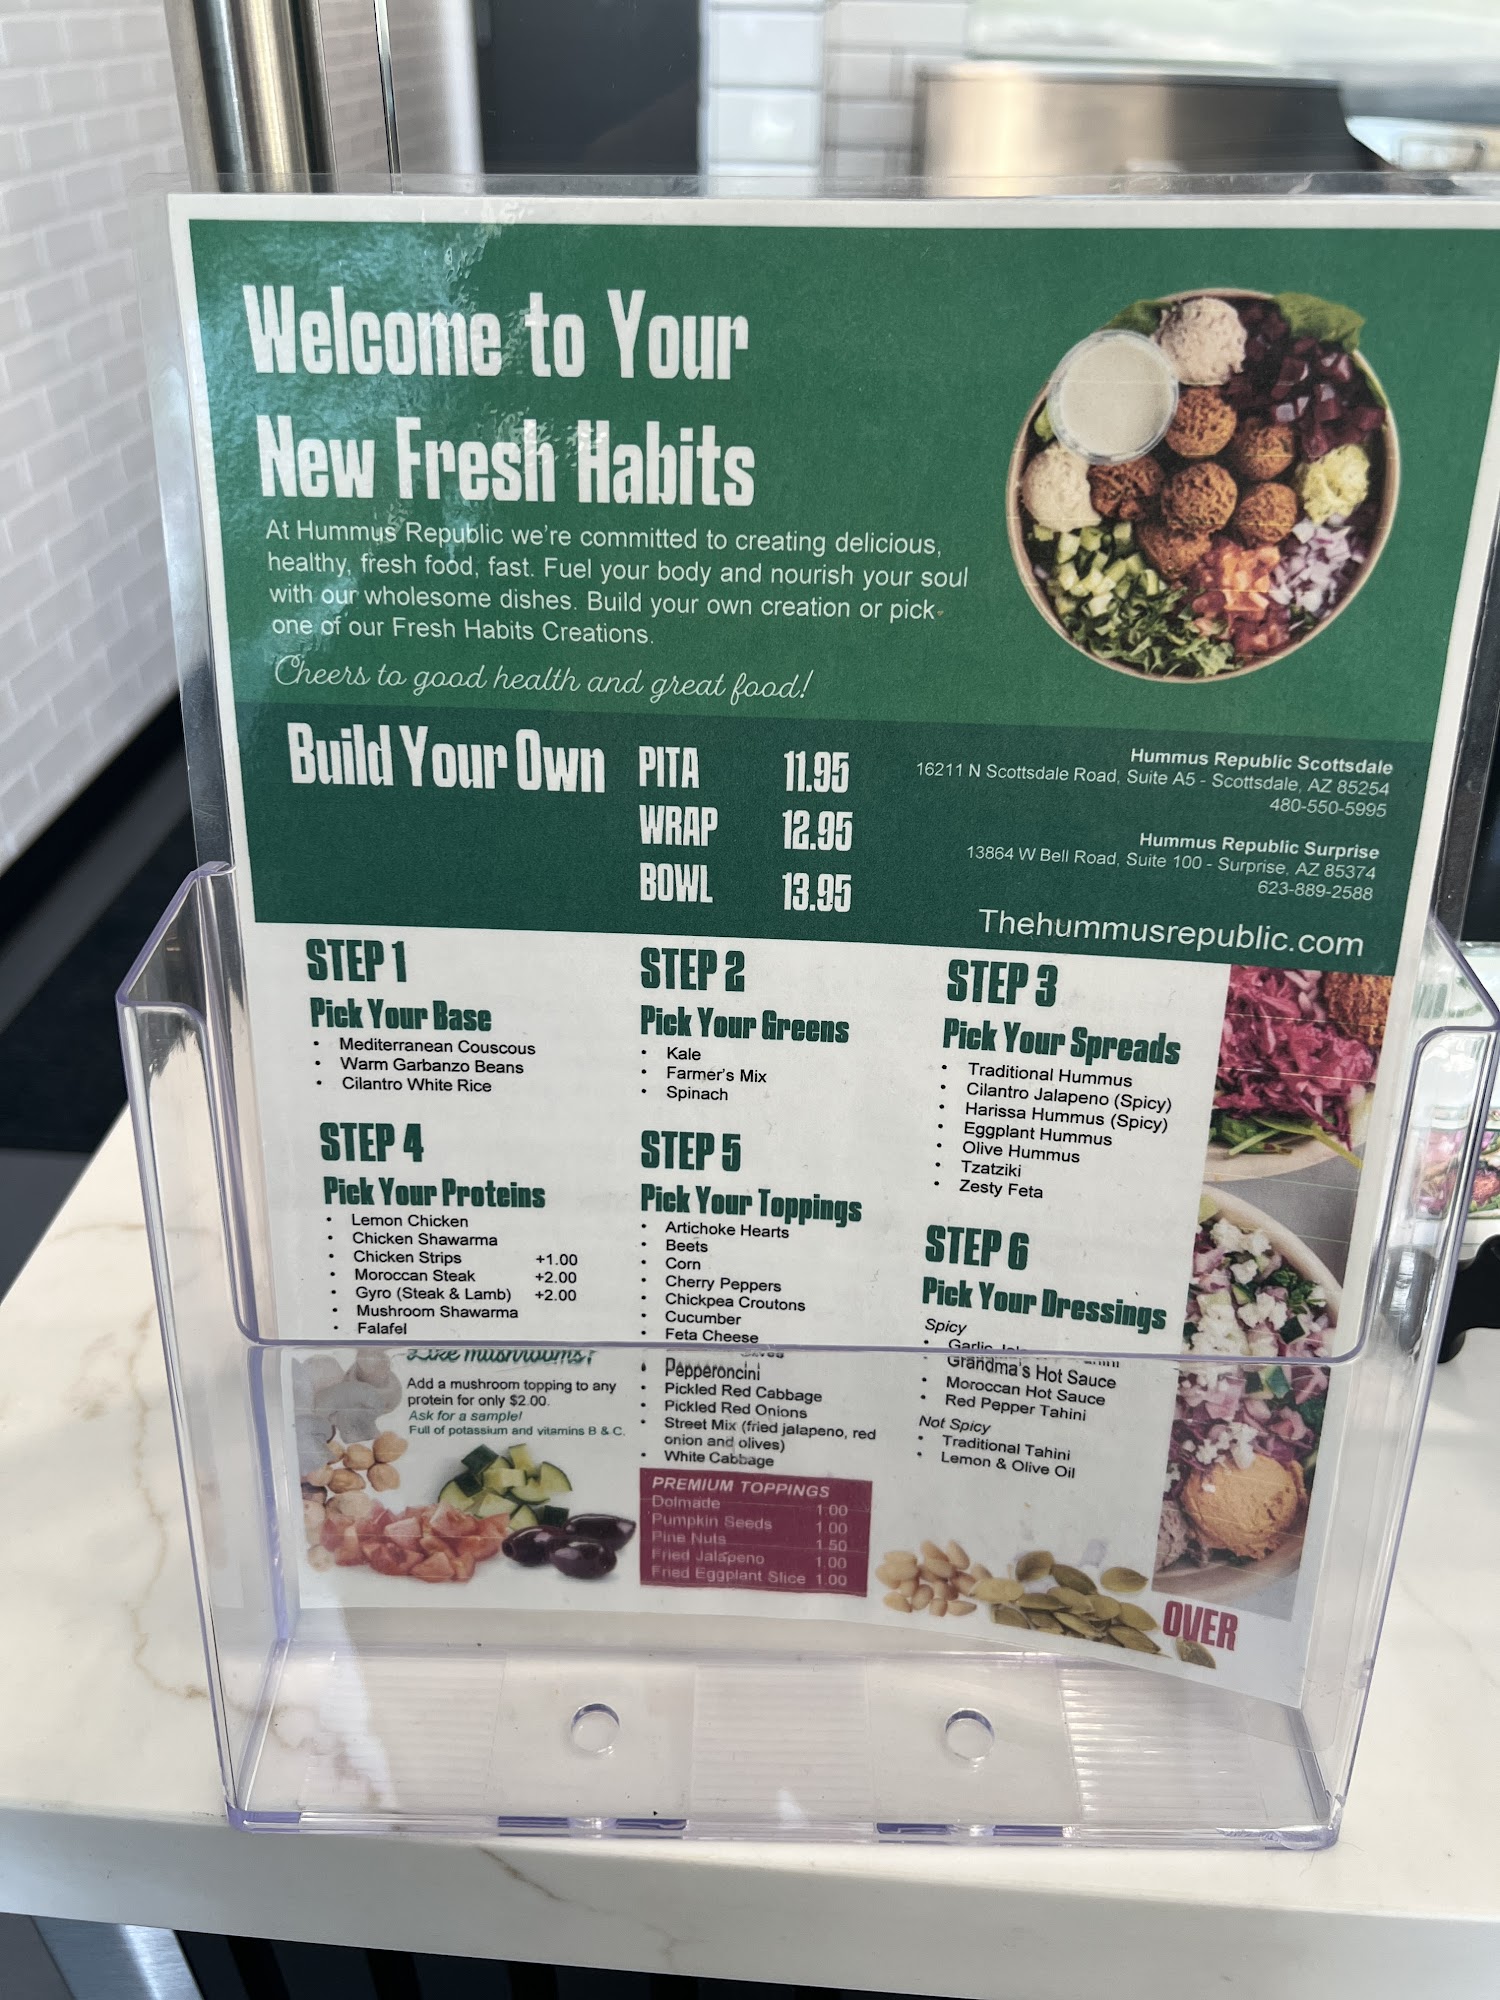 Welcome to Your
New Fresh Habits
At Hummus Republic we're committed to creating delicious,
healthy, fresh food, fast. Fuel your body and nourish your soul
with our wholesome dishes. Build your own creation or pick
one of our Fresh Habits Creations.
Cheers to good health and great food!
Build Your Own
PITA 11.95
WRAP 12.95
BOWL 13.95
Hummus Republic Scottsdale
16211 N Scottsdale Road, Suite A5 - Scottsdale, AZ 85254
480-550-5995
Hummus Republic Surprise
13864 W Bell Road, Suite 100 - Surprise, AZ 85374
623-889-2588
Thehummusrepublic.com
STEP 1
Pick Your Base
• Mediterranean Couscous
• Warm Garbanzo Beans
• Cilantro White Rice
STEP 2
Pick Your Greens
• Kale
• Farmer's Mix
• Spinach
STEP 3
Pick Your Spreads
• Traditional Hummus
• Cilantro Jalapeno (Spicy)
• Harissa Hummus (Spicy)
• Eggplant Hummus
• Olive Hummus
• Tzatziki
• Zesty Feta
STEP 4
Pick Your Proteins
• Lemon Chicken
• Chicken Shawarma
• Chicken Strips +1.00
• Moroccan Steak +2.00
• Gyro (Steak & Lamb) +2.00
• Mushroom Shawarma
• Falafel
Like mushrooms?
Add a mushroom topping to any
protein for only $2.00.
Ask for a sample!
Full of potassium and vitamins B & C.
STEP 5
Pick Your Toppings
• Artichoke Hearts
• Beets
• Corn
• Cherry Peppers
• Chickpea Croutons
• Cucumber
• Feta Cheese
• Pepperoncini
• Pickled Red Cabbage
• Pickled Red Onions
• Street Mix (fried jalapeno, red
onion and olives)
• White Cabbage
PREMIUM TOPPINGS
Dolmade 1.00
Pumpkin Seeds 1.00
Pine Nuts 1.50
Fried Jalapeno 1.00
Fried Eggplant Slice 1.00
STEP 6
Pick Your Dressings
Spicy
• Garlic
• Grandma's Hot Sauce
• Moroccan Hot Sauce
• Red Pepper Tahini
Not Spicy
• Traditional Tahini
• Lemon & Olive Oil
OVER